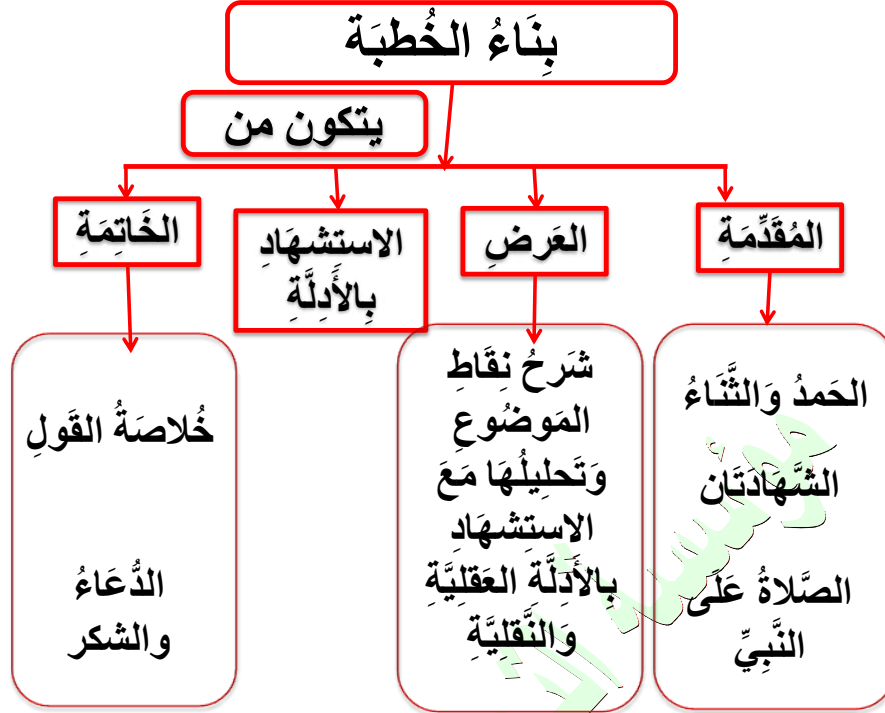 بِنَاءُ الخُطبَة
يتكون من
المُقَدِّمَةِ
العَرضِ
الاستشهَادِ
بِالأَدِلَّةِ
الخَاتِمَةِ
الحَمدُ وَالثَّنَاءُ
الشَّهَادَتَان
الصَّلاةُ عَلَى
النَّبِيِّ
شَرحُ نِقَاطِ
المَوضُوعِ
وَتَحلِيلُهَا مَعَ
الاستِشهَادِ
بِالأَدِلَّةِ العَقلِيَّةِ
وَالنَّقلِيَّةِ
خُلاصَةُ القَولِ
الدُّعَاءُ
والشكر
مؤسسة